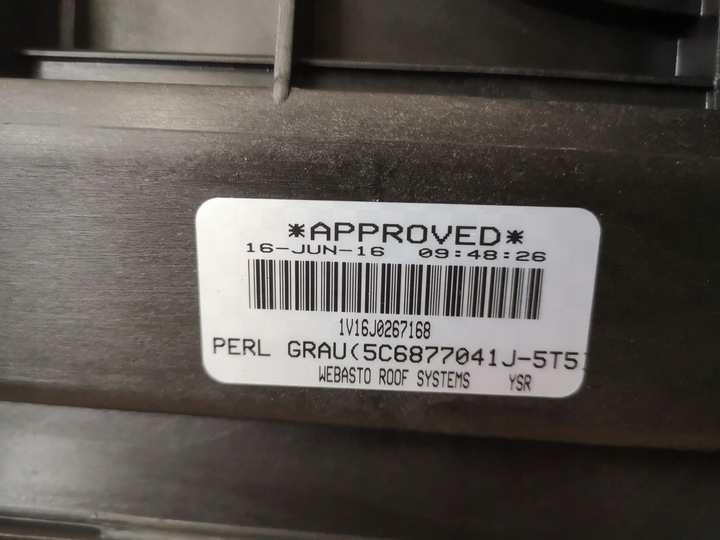 *APPROVED*
16-JUN-16 09:48:26
1V16J0267168
PERL GRAU(5C6877041J-5T5)
WEBASTO ROOF SYSTEMS YSR